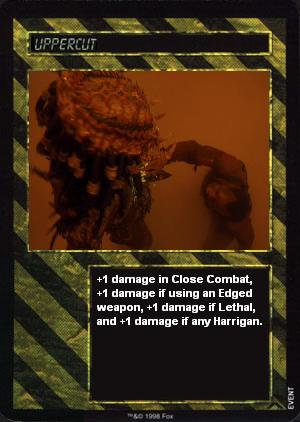 UPPERCUT
+1 damage in Close Combat,
+1 damage if using an Edged
weapon, +1 damage if Lethal,
and +1 damage if any Harrigan.
EVENT
™&© 1998 Fox